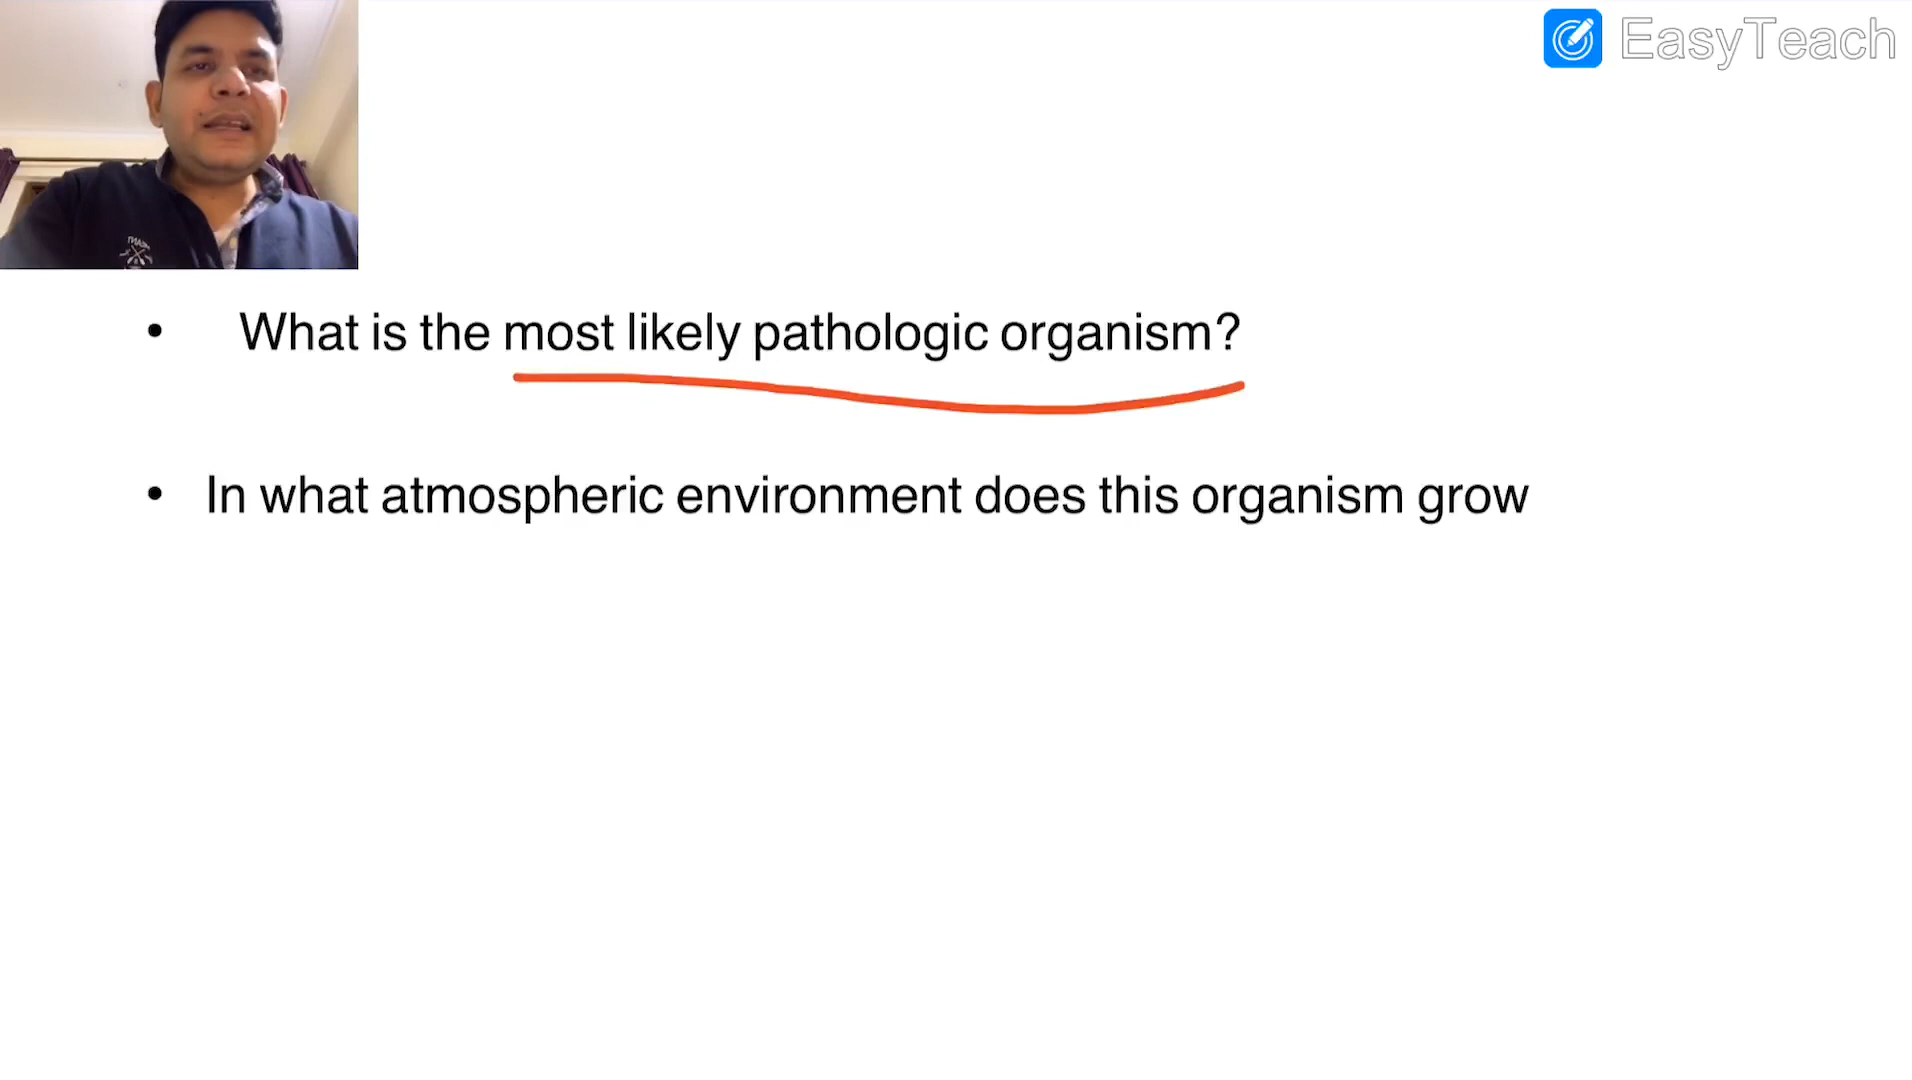 EasyTeach
• What is the most likely pathologic organism?
• In what atmospheric environment does this organism grow